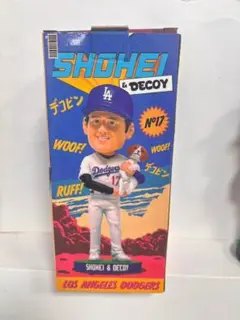 SHOHEI
& DECOY
デコピン
Nº17
WOOF!
デコピン
LA
Dodgers
17
WOOF!
RUFF!
SHOHEI & DECOY
LOS ANGELES DODGERS